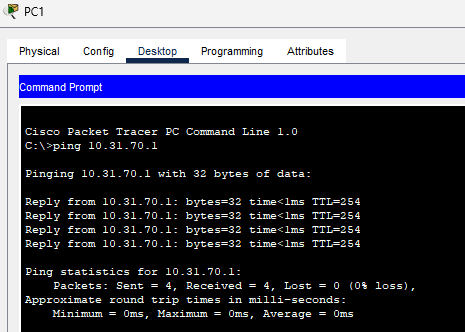 PC1
Physical Config Desktop Programming Attributes
Command Prompt
Cisco Packet Tracer PC Command Line 1.0
C:\>ping 10.31.70.1
Pinging 10.31.70.1 with 32 bytes of data:
Reply from 10.31.70.1: bytes=32 time<1ms TTL=254
Reply from 10.31.70.1: bytes=32 time<1ms TTL=254
Reply from 10.31.70.1: bytes=32 time<1ms TTL=254
Reply from 10.31.70.1: bytes=32 time<1ms TTL=254
Ping statistics for 10.31.70.1:
    Packets: Sent = 4, Received = 4, Lost = 0 (0% loss),
Approximate round trip times in milli-seconds:
    Minimum = 0ms, Maximum = 0ms, Average = 0ms